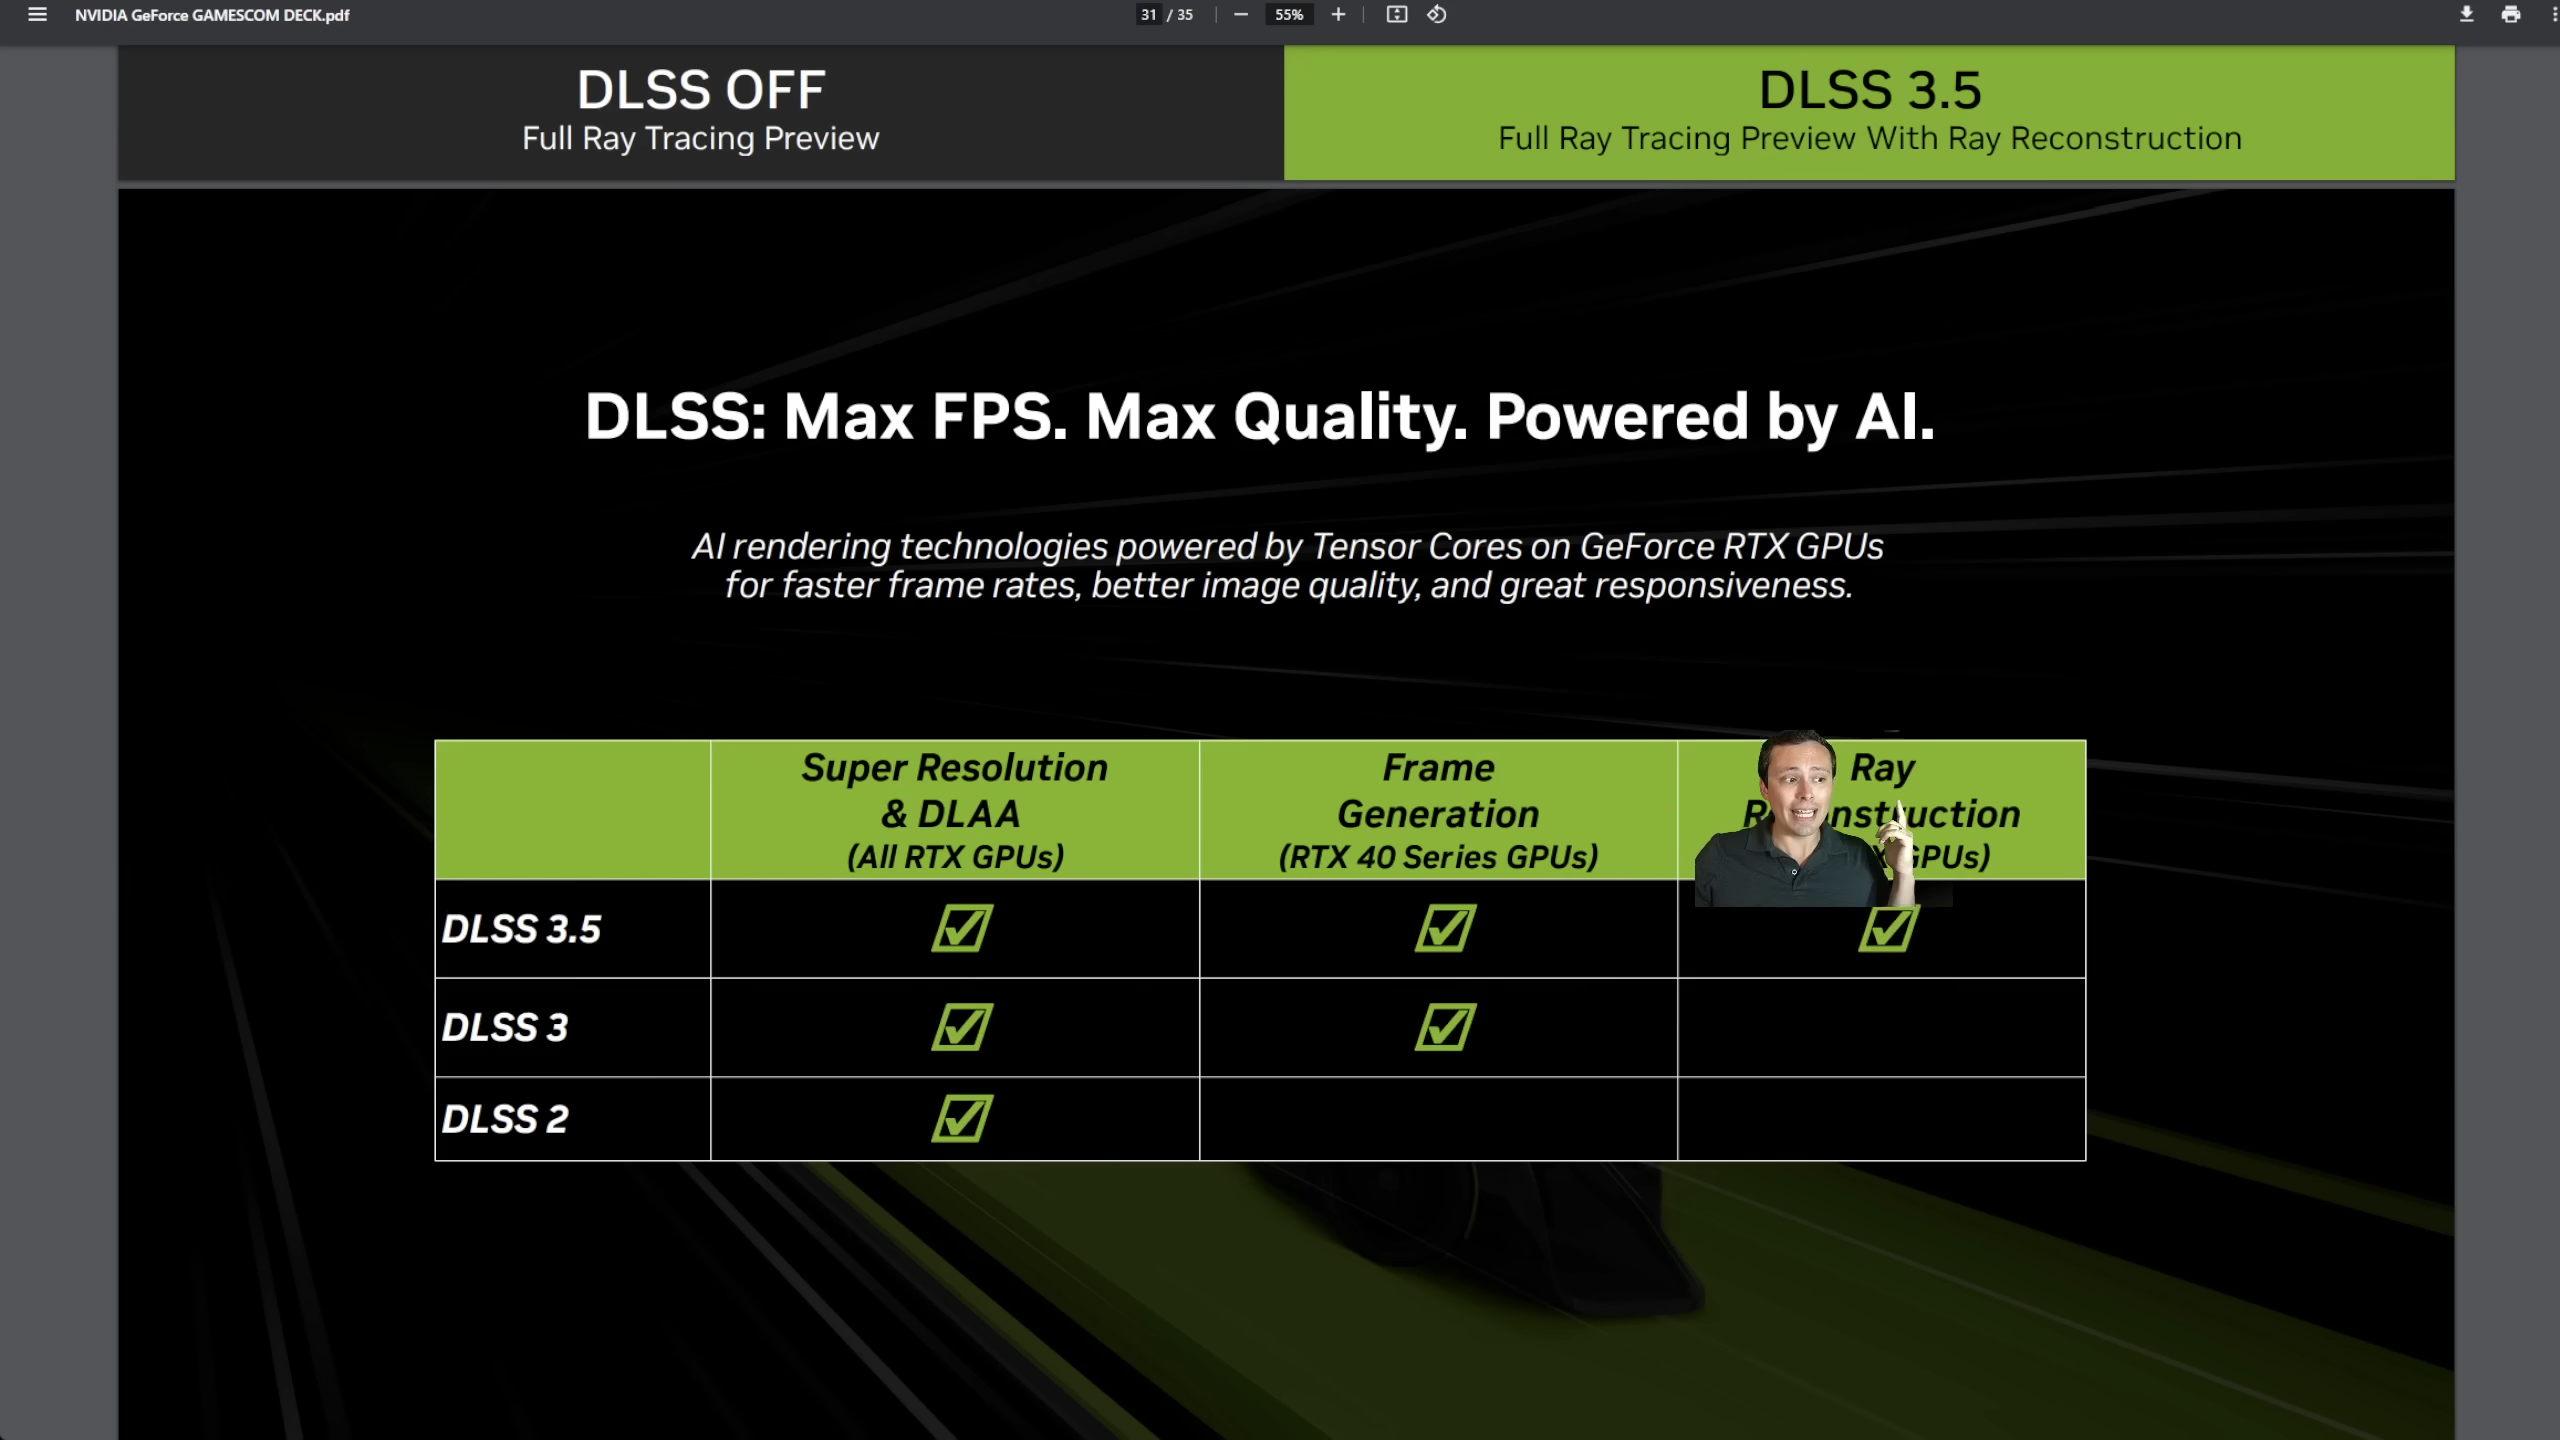 NVIDIA GeForce GAMESCOM DECK.pdf
31 / 35
55%
DLSS OFF
Full Ray Tracing Preview
DLSS 3.5
Full Ray Tracing Preview With Ray Reconstruction
DLSS: Max FPS. Max Quality. Powered by AI.
AI rendering technologies powered by Tensor Cores on GeForce RTX GPUs
for faster frame rates, better image quality, and great responsiveness.
Super Resolution
& DLAA
(All RTX GPUs)
Frame
Generation
(RTX 40 Series GPUs)
Ray
GPUs)
DLSS 3.5
DLSS 3
DLSS 2